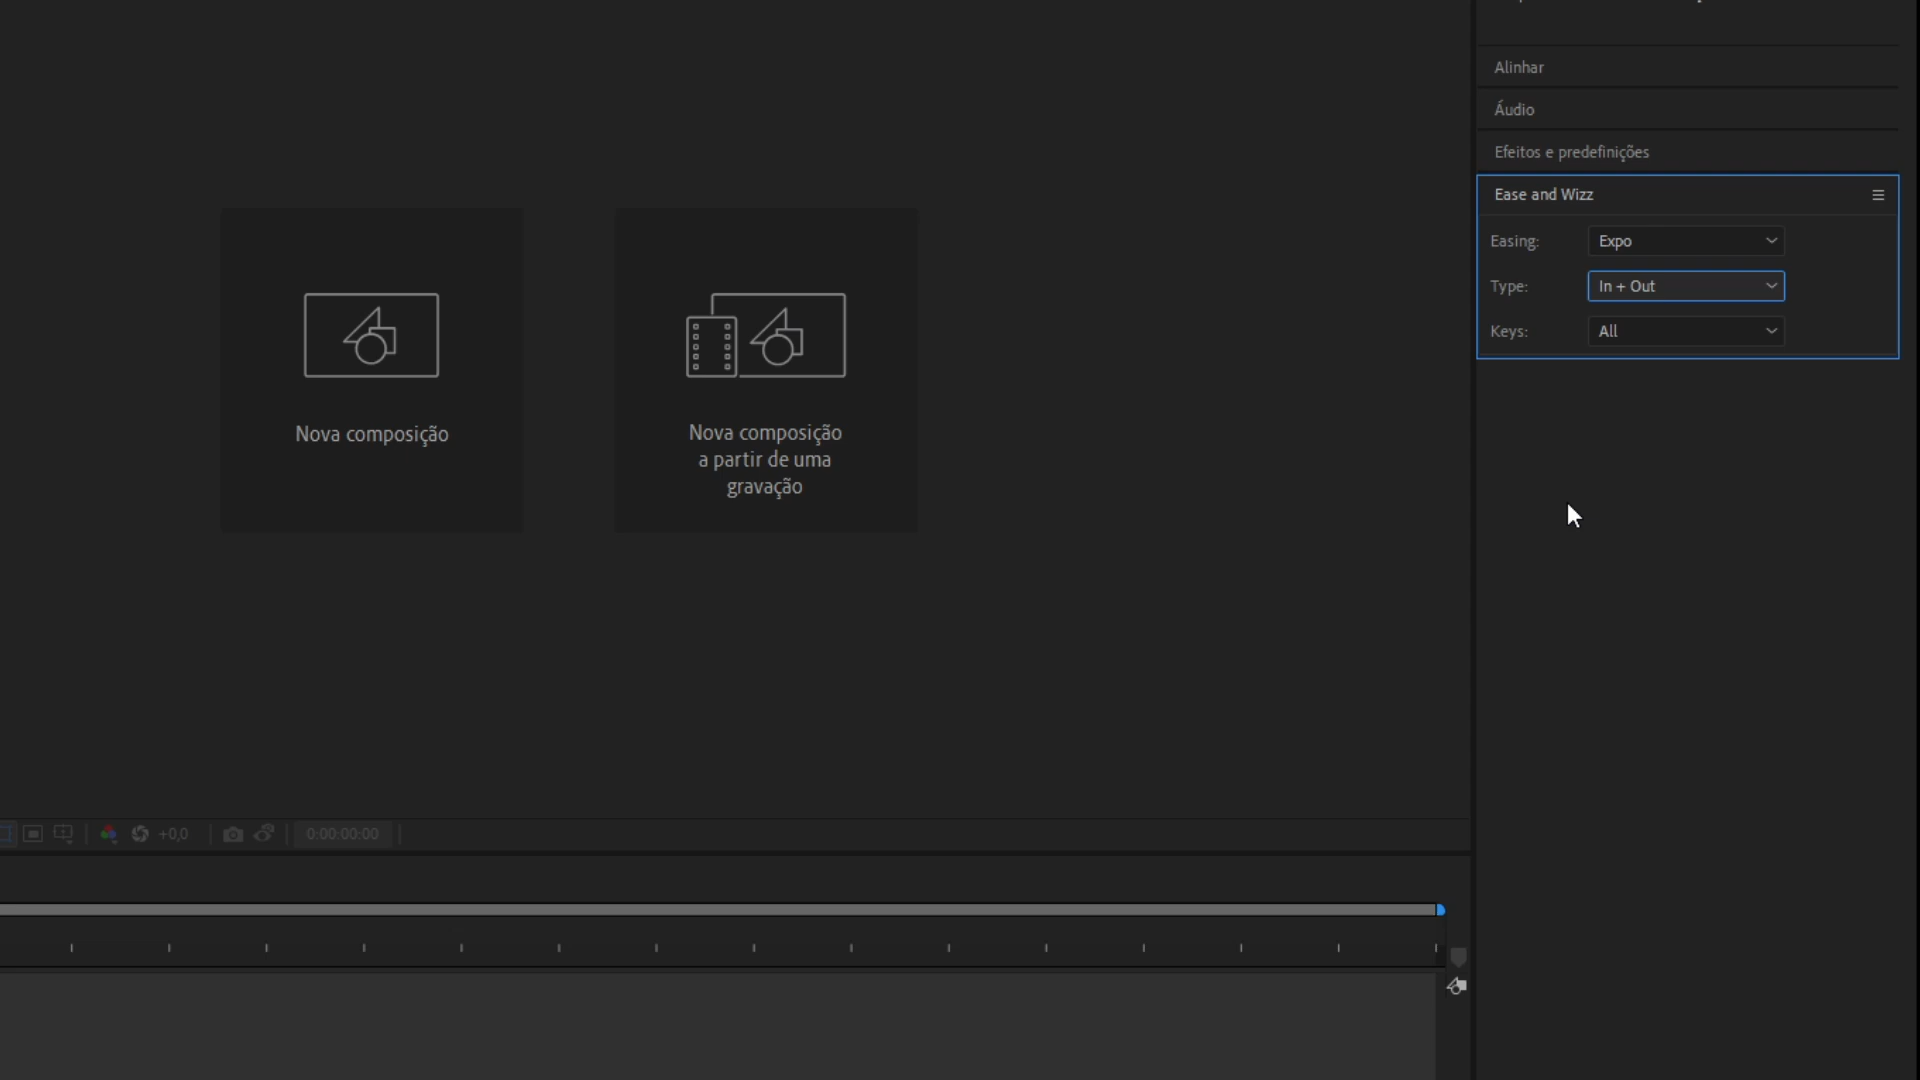 Alinhar
Áudio
Efeitos e predefinições
Ease and Wizz
Easing: Expo
Type: In + Out
Keys: All
Nova composição
Nova composição
a partir de uma
gravação
+0,0
0:00:00:00